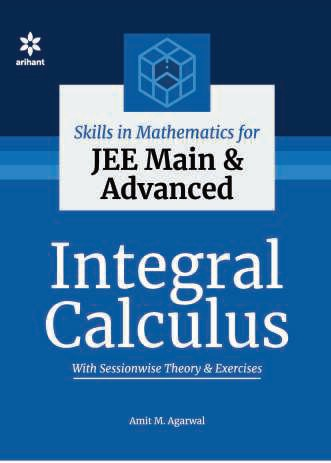 arihant
Skills in Mathematics for
JEE Main &
Advanced
Integral
Calculus
With Sessionwise Theory & Exercises
Amit M. Agarwal